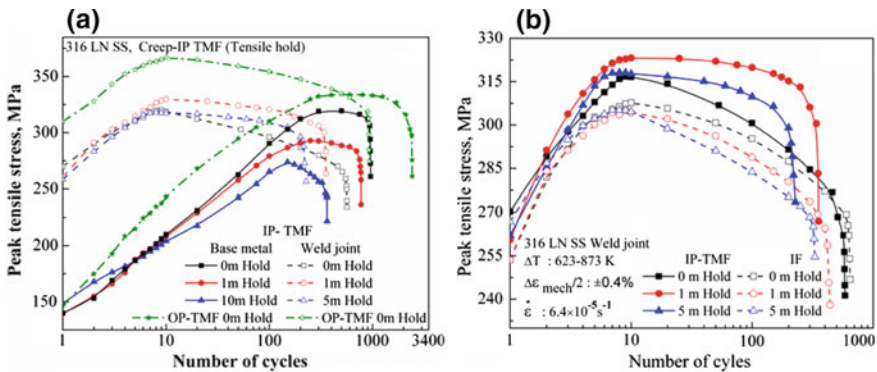 (a)
316 LN SS, Creep-IP TMF (Tensile hold)
Peak tensile stress, MPa
350
300
250
200
150
IP- TMF
Base metal Weld joint
0m Hold 0m Hold
1m Hold 1m Hold
10m Hold 5m Hold
OP-TMF 0m Hold OP-TMF 0m Hold
1 10 100 1000 3400
Number of cycles
(b)
Peak tensile stress, MPa
330
315
300
285
270
255
240
316 LN SS Weld joint
ΔT : 623-873 K
Δε mech/2 : ±0.4%
ε̇ : 6.4×10⁻⁵s⁻¹
IP-TMF IF
0 m Hold 0 m Hold
1 m Hold 1 m Hold
5 m Hold 5 m Hold
1 10 100 1000
Number of cycles